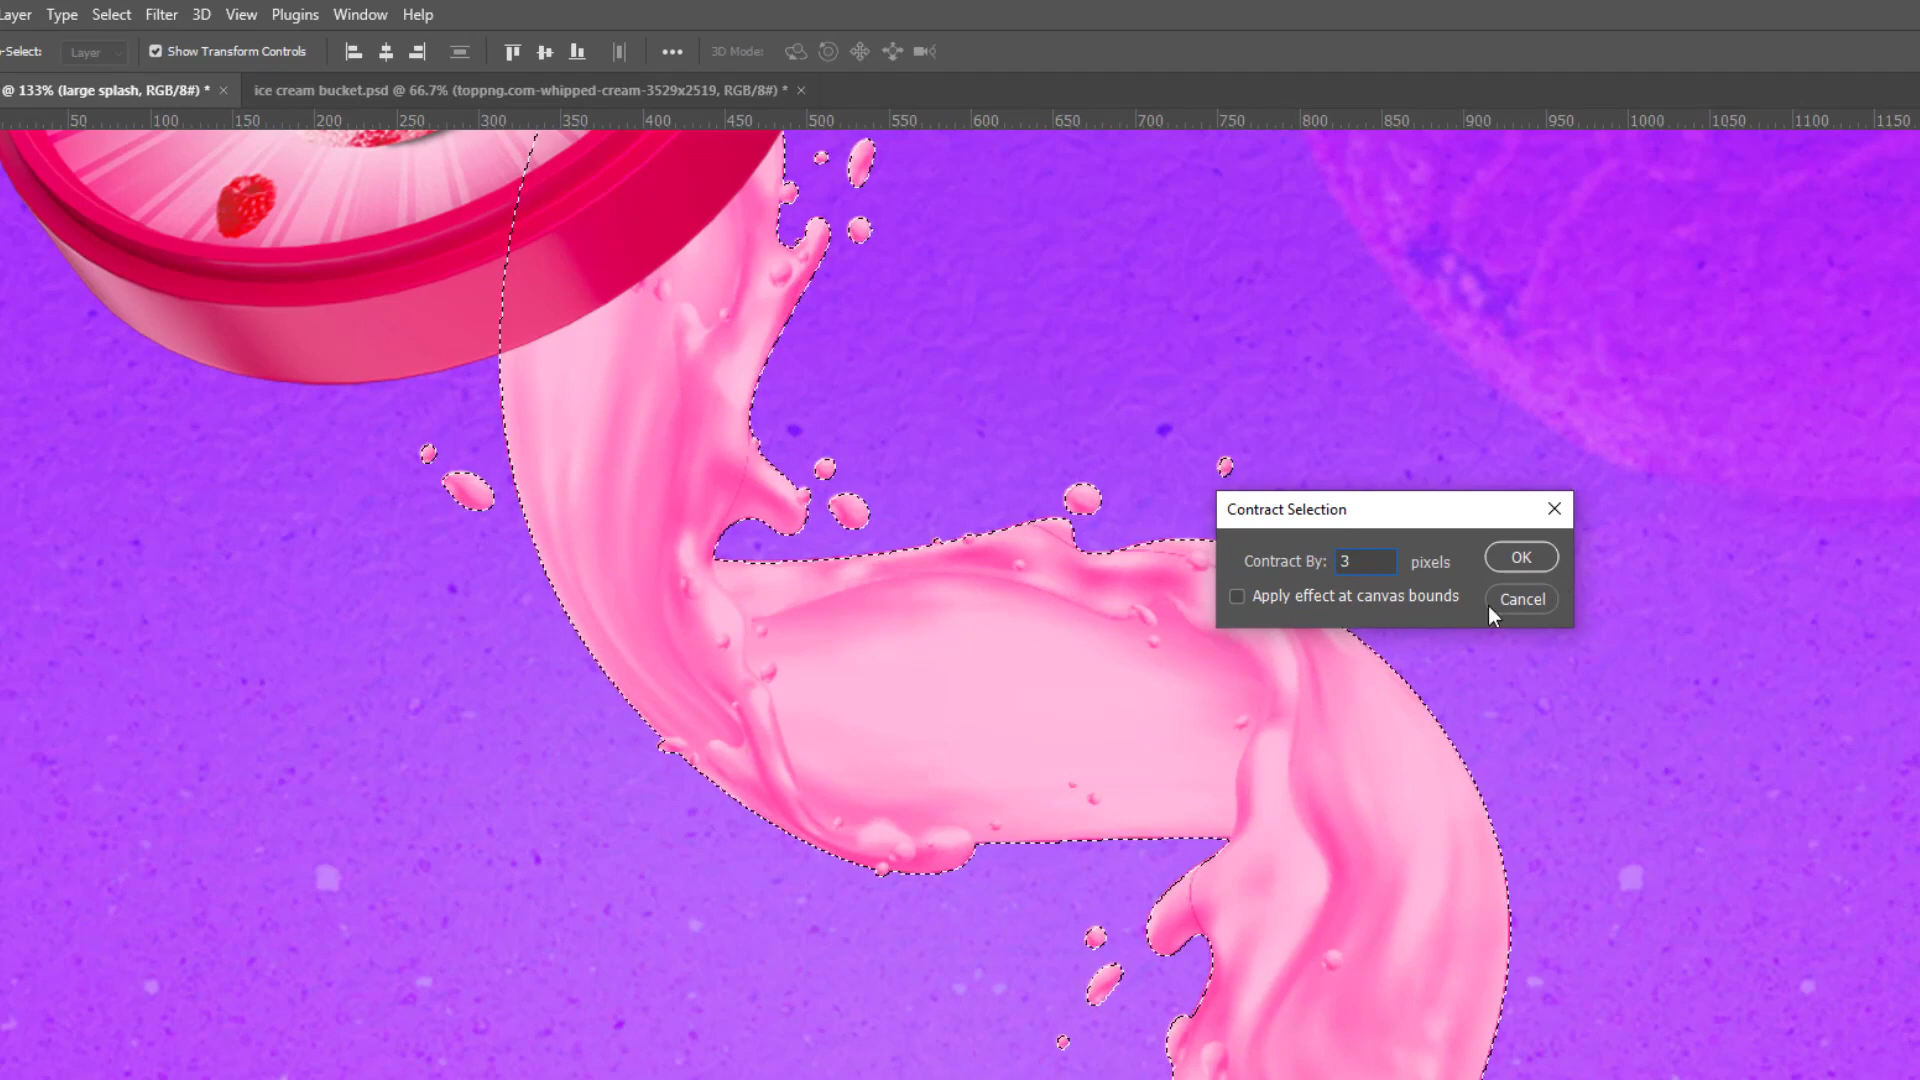 Layer Type Select Filter 3D View Plugins Window Help
-Select: Layer Show Transform Controls 3D Mode:
@ 133% (large splash, RGB/8#) * × ice cream bucket.psd @ 66.7% (toppng.com-whipped-cream-3529x2519, RGB/8#) * ×
50 100 150 200 250 300 350 400 450 500 550 600 650 700 750 800 850 900 950 1000 1050 1100 1150
Contract Selection
Contract By: 3 pixels OK
Apply effect at canvas bounds Cancel